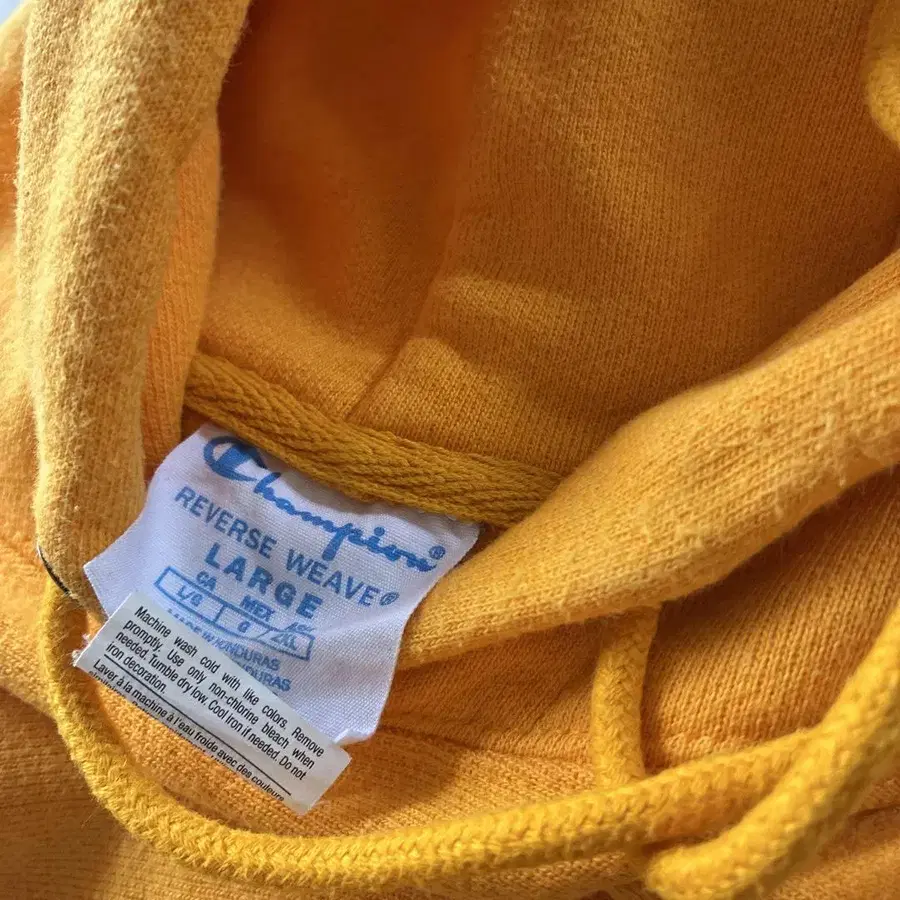 Champion®
REVERSE WEAVE®
LARGE
CA MEX
L/G G 2XL
HONDURAS
Machine wash cold with like colors. Remove
promptly. Use only non-chlorine bleach when
needed. Tumble dry low. Cool Iron if needed. Do not
iron decoration.
Laver à la machine à l'eau froide avec des couleurs